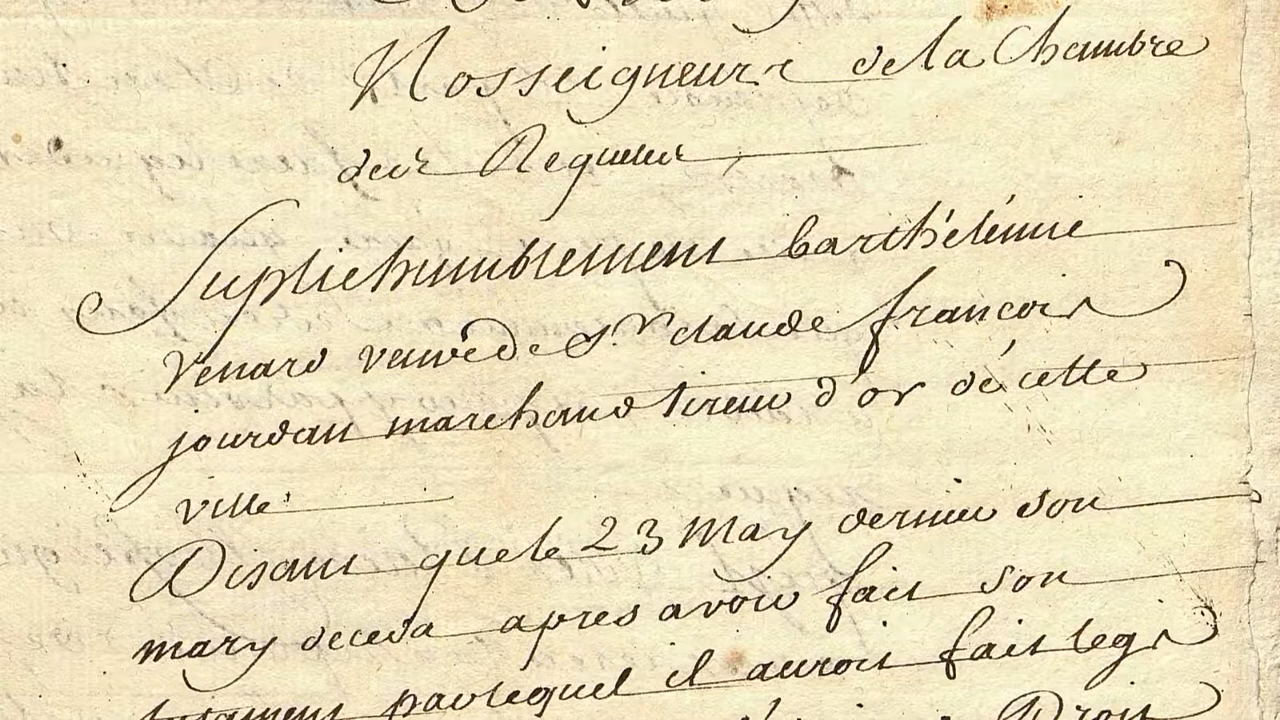 Nosseigneurs de la Chambre
des Requetes
Suplie humblement barthélémie
Venard veuve de Sr claude françois
jourdan marchand tireur d'or de cette
ville
Disant que le 23 May dernier son
mary deceda apres avoir fait son
testament par lequel il auroit fait legs
Droit